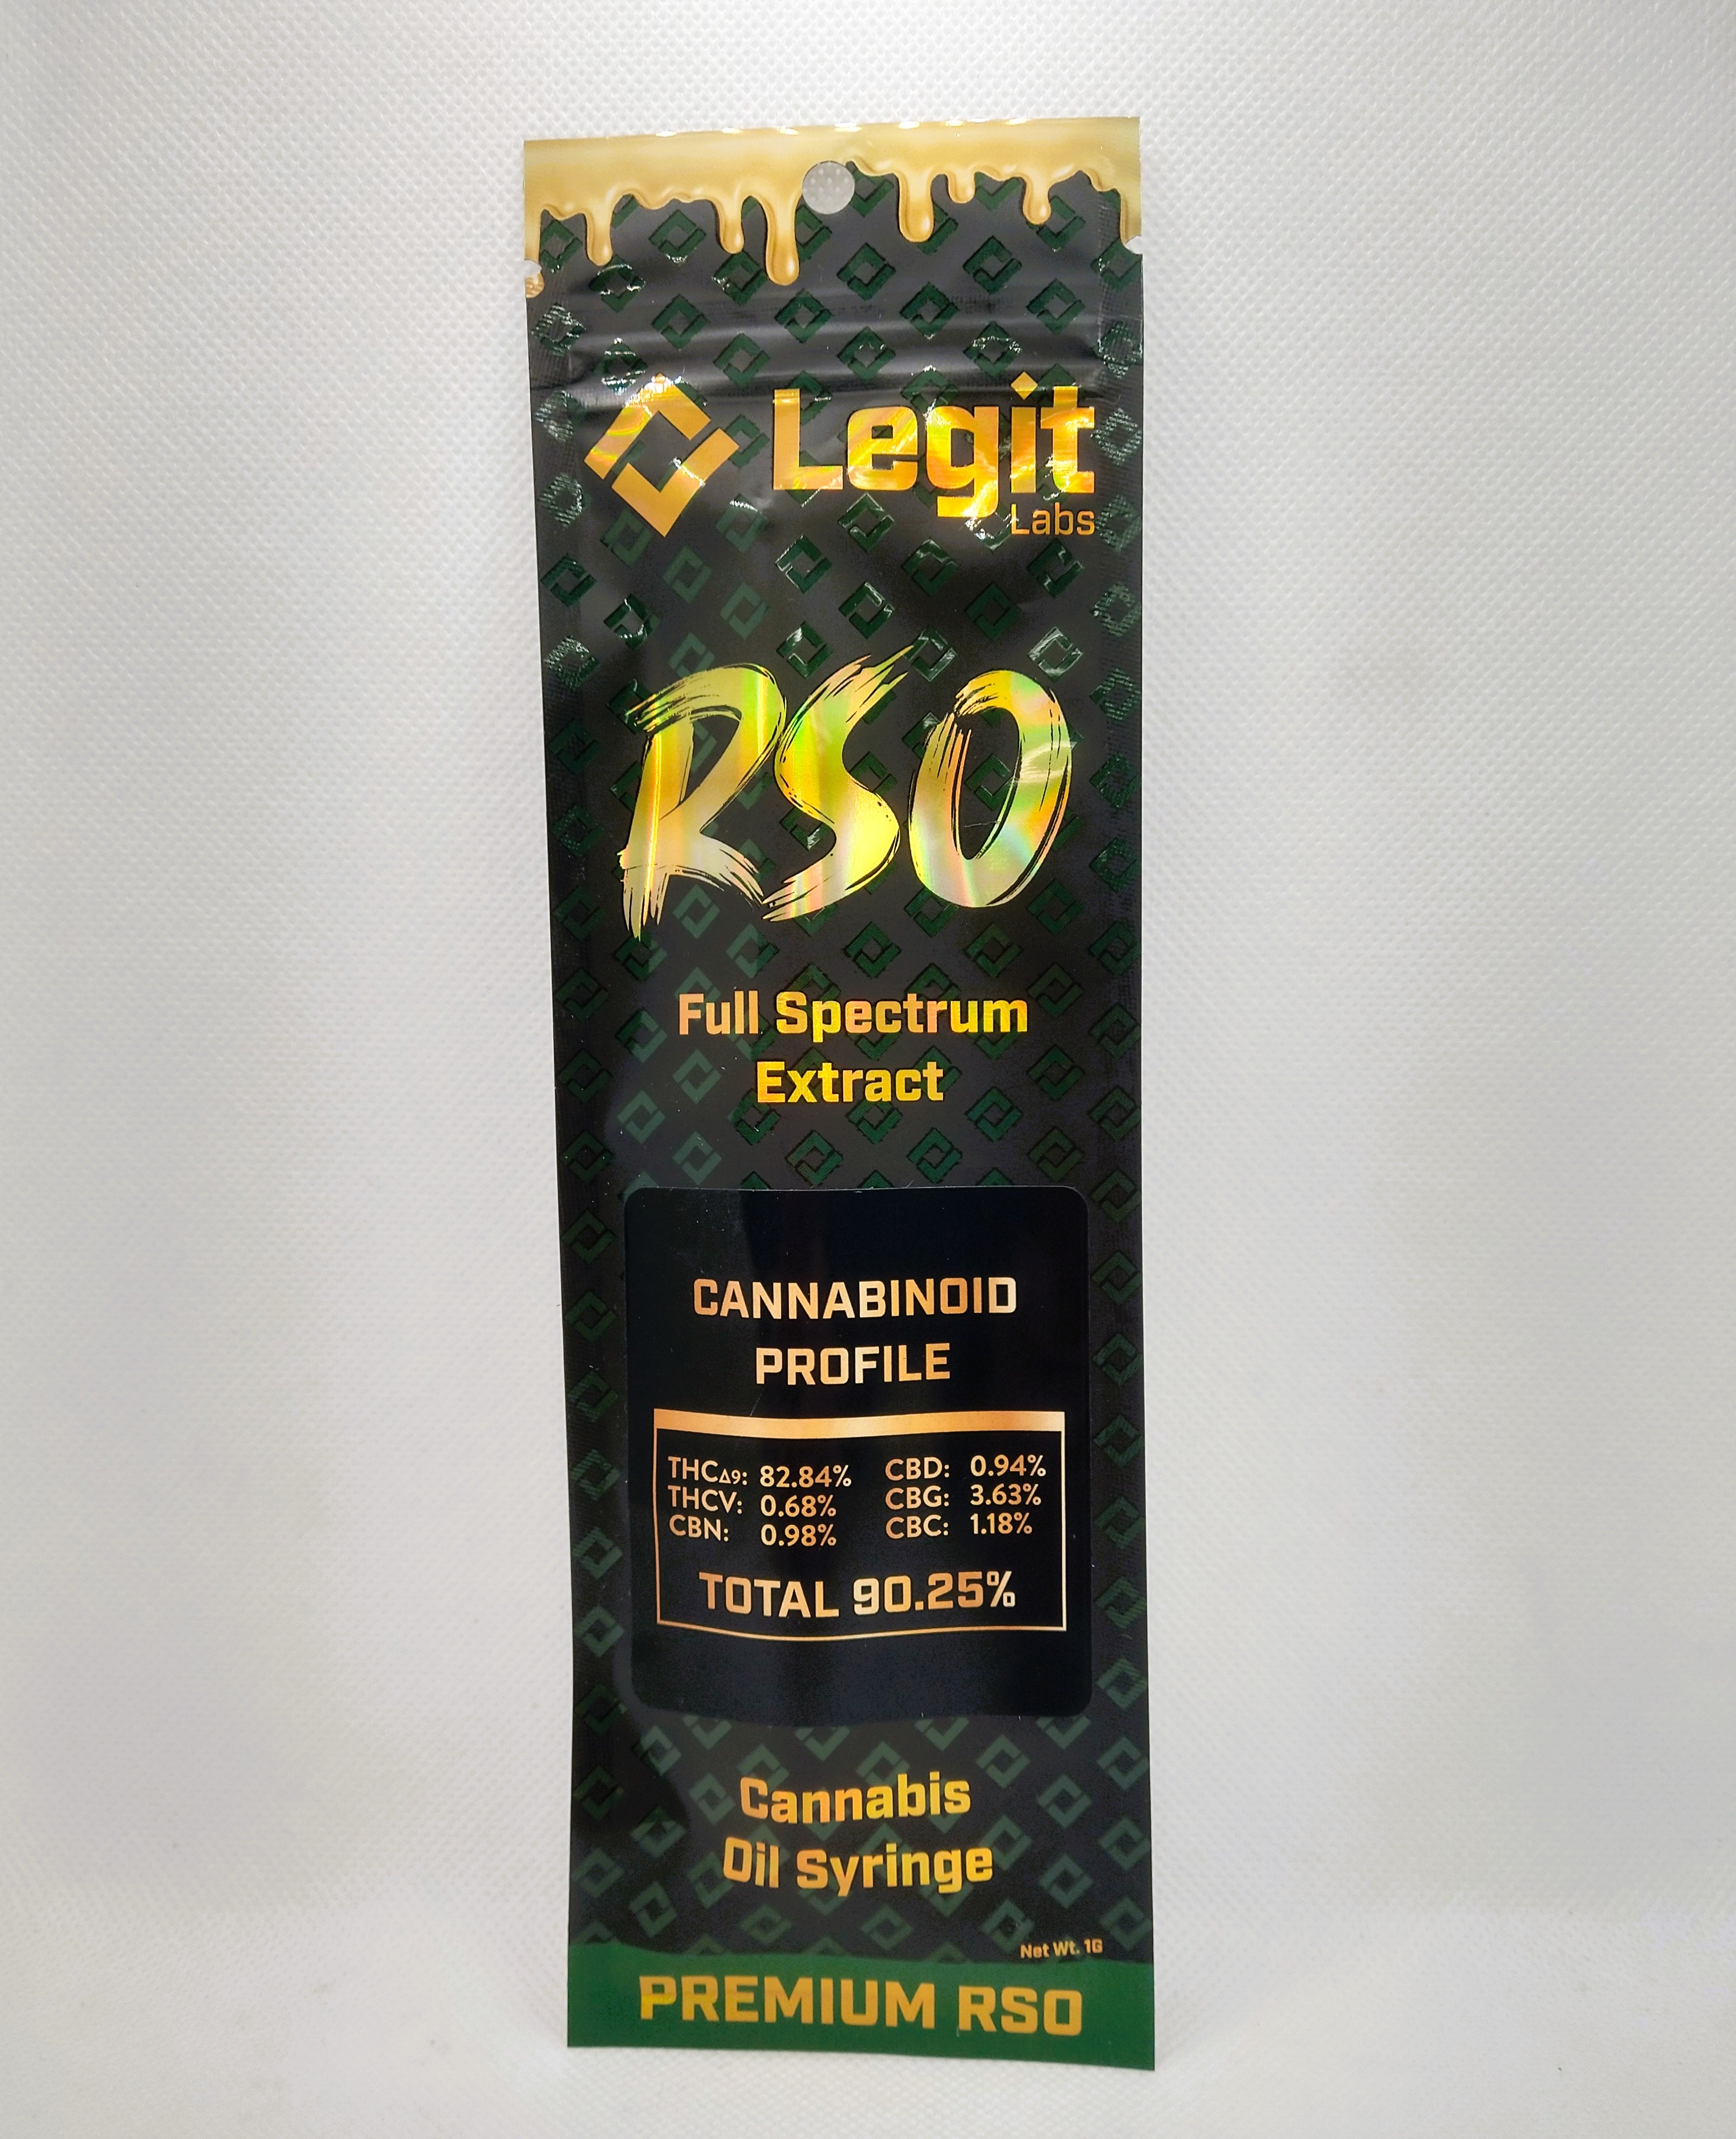 Legit
Labs
RSO
Full Spectrum
Extract
CANNABINOID
PROFILE
THCΔ9: 82.84% CBD: 0.94%
THCV: 0.68% CBG: 3.63%
CBN: 0.98% CBC: 1.18%
TOTAL 90.25%
Cannabis
Oil Syringe
Net Wt. 1G
PREMIUM RSO